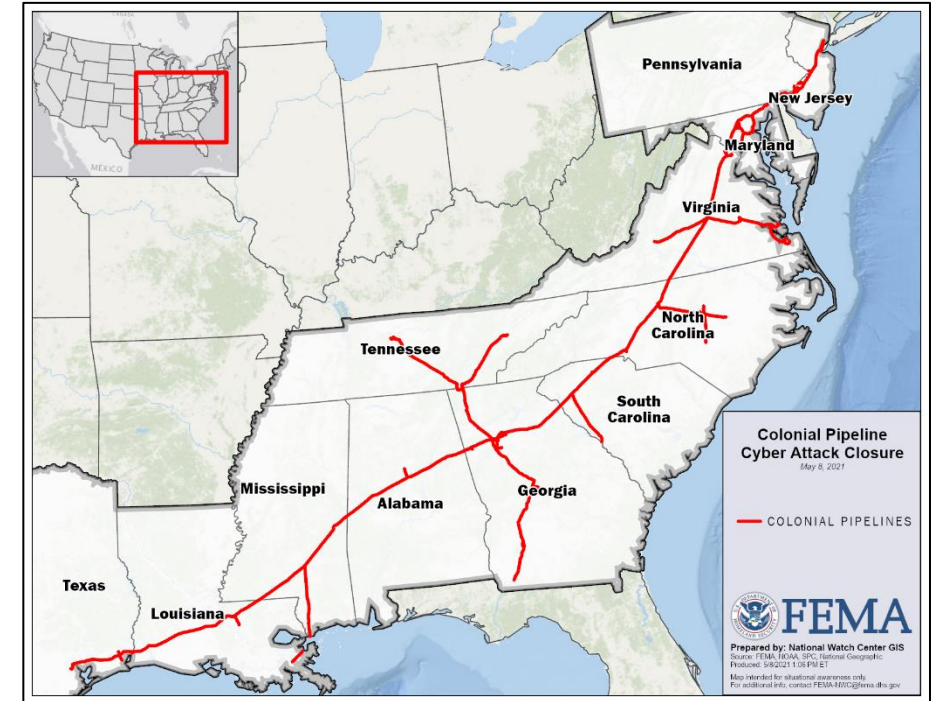 CANADA
MEXICO
Pennsylvania
New Jersey
Maryland
Virginia
North
Carolina
Tennessee
South
Carolina
Mississippi
Alabama
Georgia
Texas
Louisiana
Colonial Pipeline
Cyber Attack Closure
May 8, 2021
COLONIAL PIPELINES
FEMA
Prepared by: National Watch Center GIS
Source: FEMA, NOAA, SPC, National Geographic
Produced: 5/8/2021 1:06 PM ET
Map intended for situational awareness only.
For additional info, contact FEMA-NWC@fema.dhs.gov